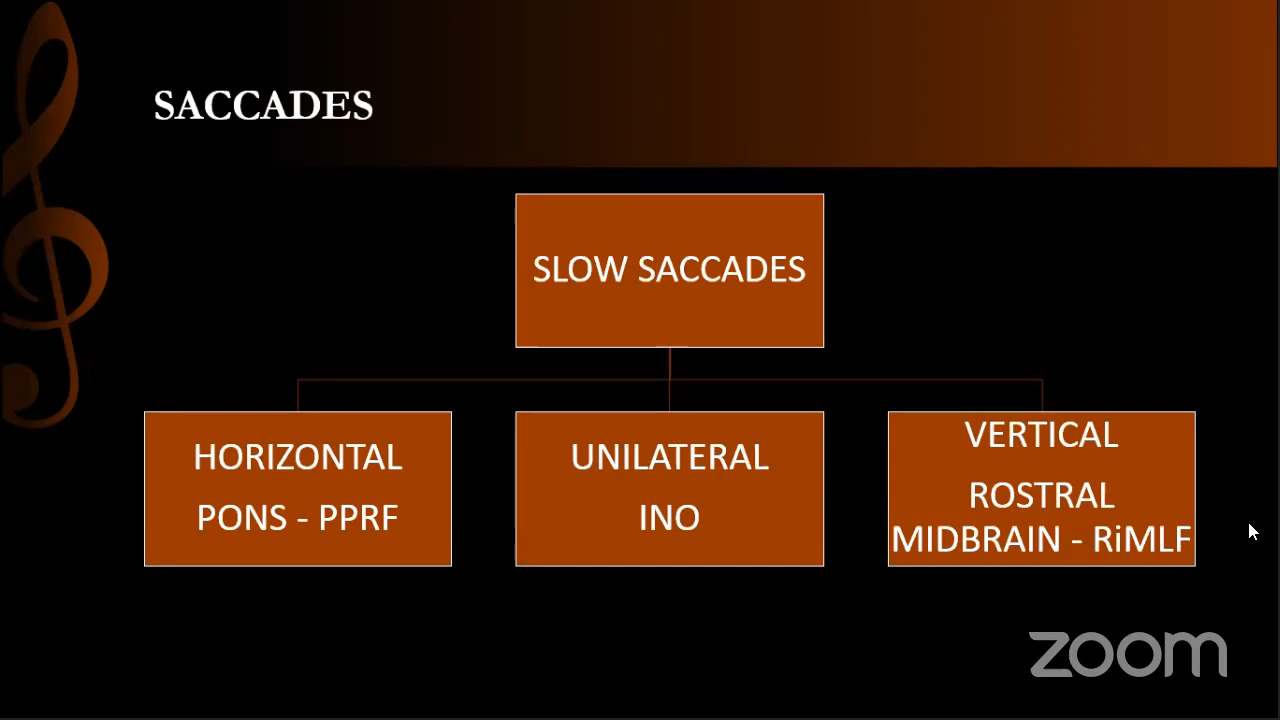 SACCADES
SLOW SACCADES
HORIZONTAL
PONS - PPRF
UNILATERAL
INO
VERTICAL
ROSTRAL
MIDBRAIN - RiMLF
zoom